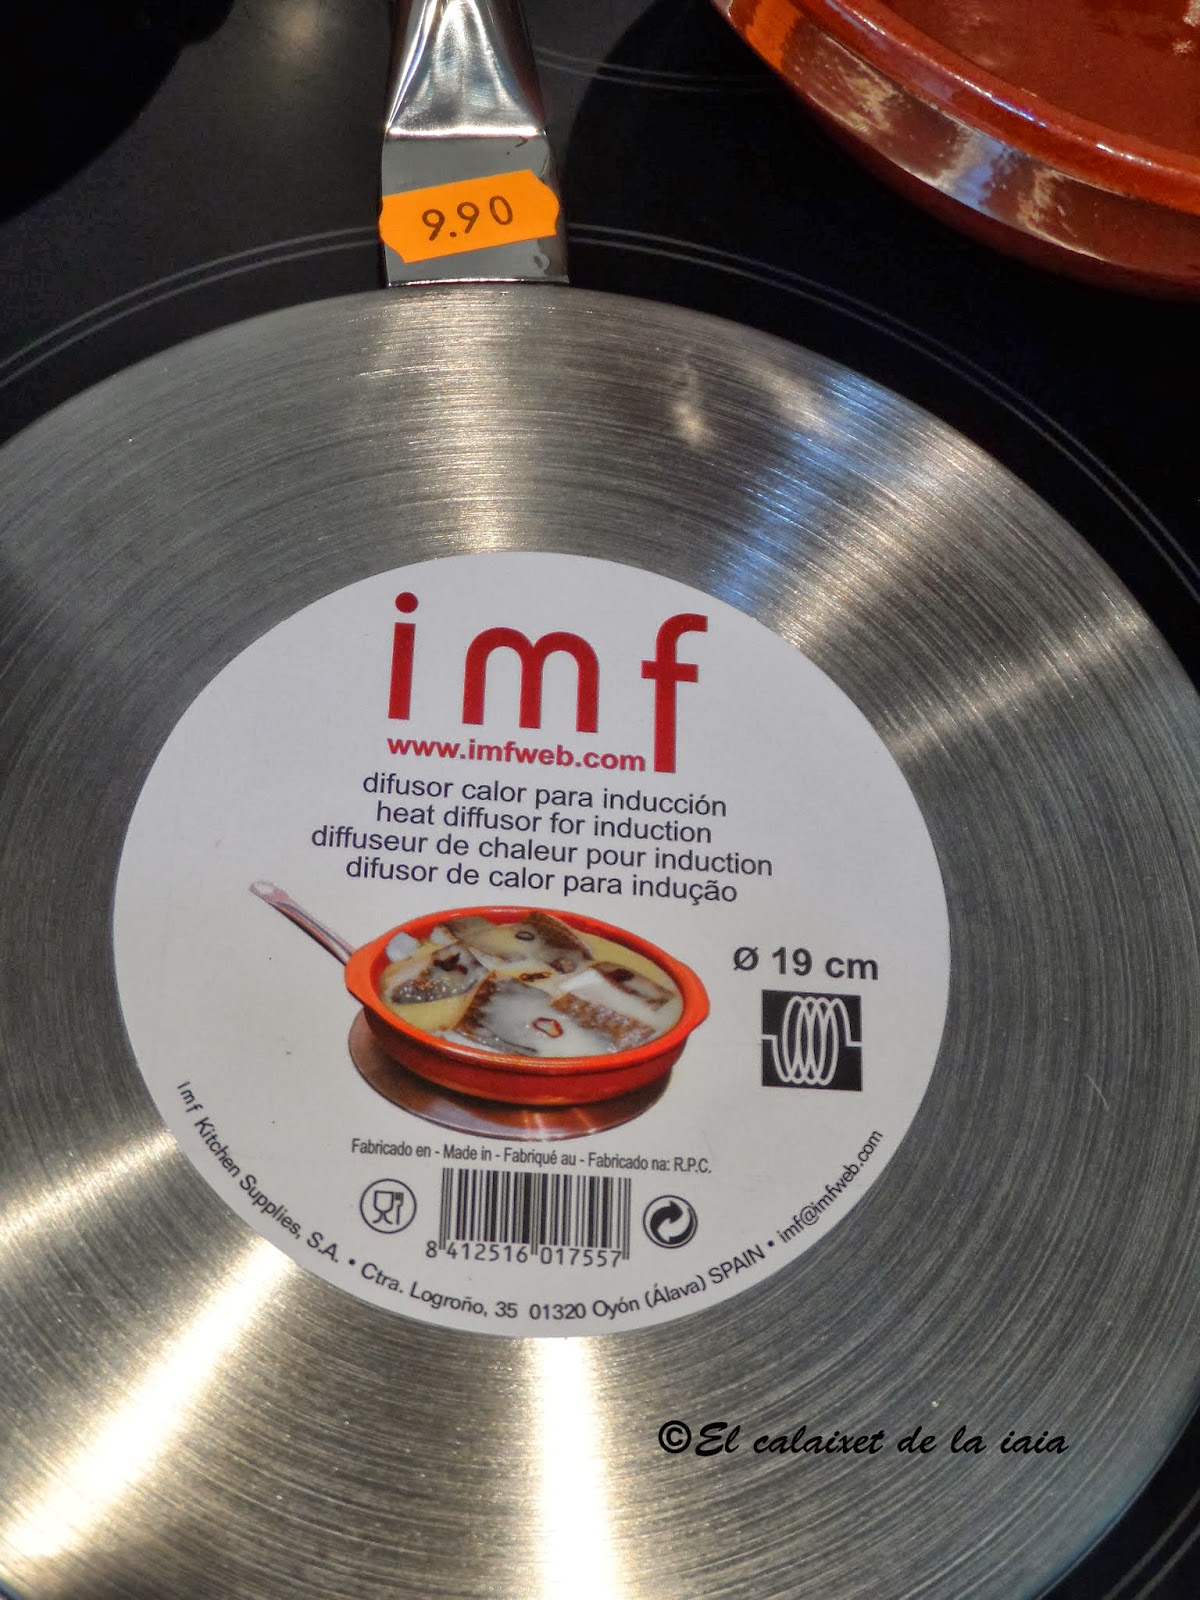 9.90
imf
www.imfweb.com
difusor calor para inducción
heat diffusor for induction
diffuseur de chaleur pour induction
difusor de calor para indução
Ø 19 cm
Fabricado en - Made in - Fabriqué au - Fabricado na: R.P.C.
8 412516 017557
imf Kitchen Supplies, S.A. • Ctra. Logroño, 35 01320 Oyón (Álava) SPAIN • imf@imfweb.com
©El calaixet de la iaia